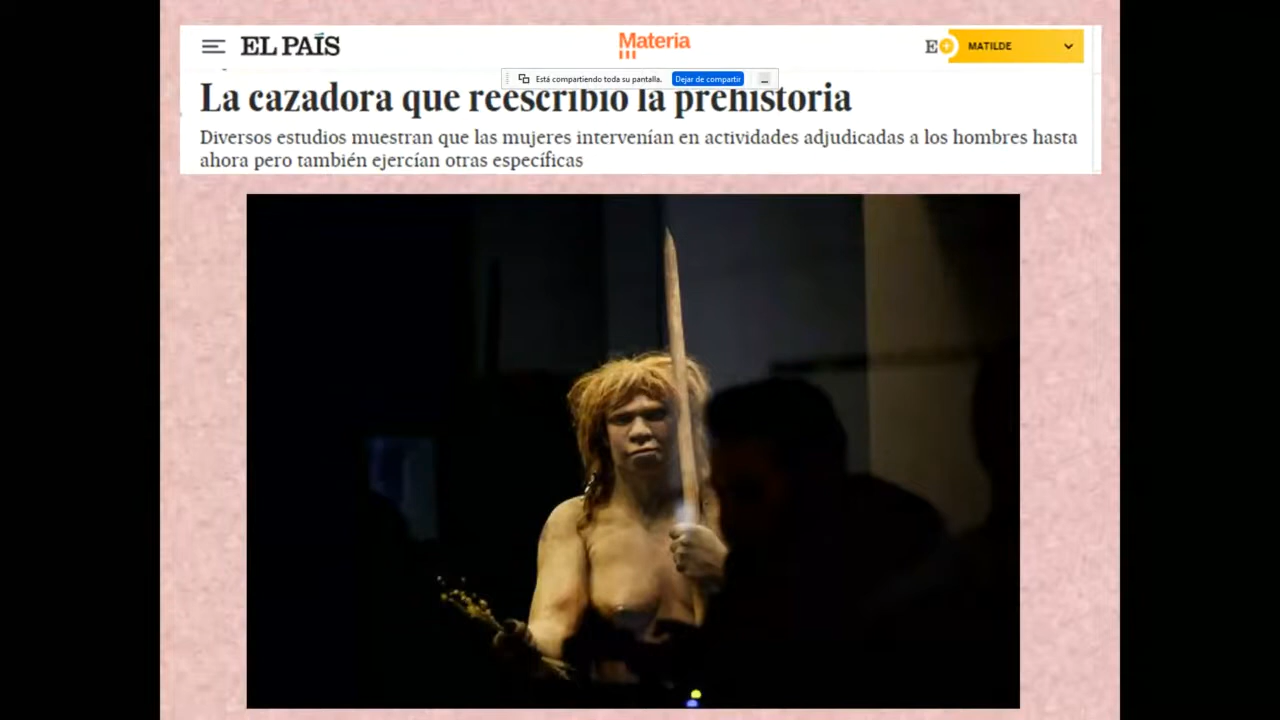 EL PAÍS
Materia
E
MATILDE
Está compartiendo toda su pantalla. Dejar de compartir
La cazadora que reescribió la prehistoria
Diversos estudios muestran que las mujeres intervenían en actividades adjudicadas a los hombres hasta
ahora pero también ejercían otras específicas